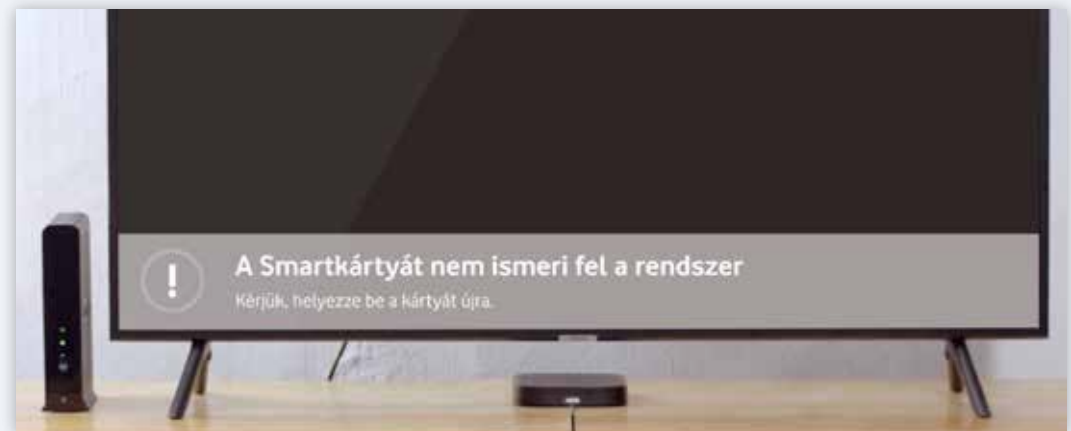 A Smartkártyát nem ismeri fel a rendszer
Kérjük, helyezze be a kártyát újra.